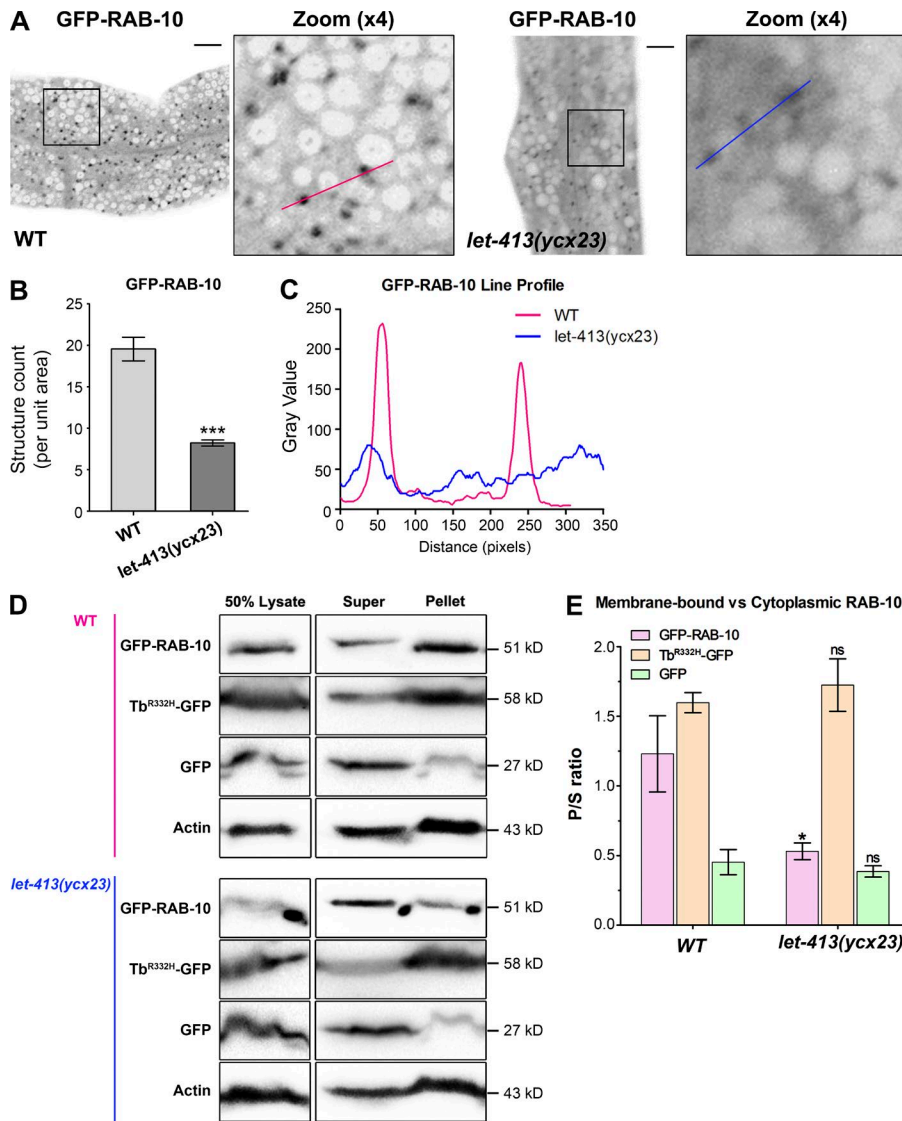 A
GFP-RAB-10
Zoom (x4)
GFP-RAB-10
Zoom (x4)
WT
let-413(ycx23)
B
GFP-RAB-10
Structure count
(per unit area)
25
20
15
10
5
0
***
WT
let-413(ycx23)
C
GFP-RAB-10 Line Profile
WT
let-413(ycx23)
Gray Value
250
200
150
100
50
0
0 50 100 150 200 250 300 350
Distance (pixels)
D
50% Lysate Super Pellet
WT
GFP-RAB-10 51 kD
Tbᴿ³³²ᴴ-GFP 58 kD
GFP 27 kD
Actin 43 kD
let-413(ycx23)
GFP-RAB-10 51 kD
Tbᴿ³³²ᴴ-GFP 58 kD
GFP 27 kD
Actin 43 kD
E
Membrane-bound vs Cytoplasmic RAB-10
GFP-RAB-10
Tbᴿ³³²ᴴ-GFP
GFP
P/S ratio
2.0
1.5
1.0
0.5
0.0
*
ns
ns
WT
let-413(ycx23)